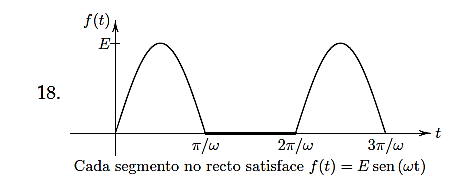 f(t)
E
18.
t
π/ω 2π/ω 3π/ω
Cada segmento no recto satisface f(t) = E sen (ωt)